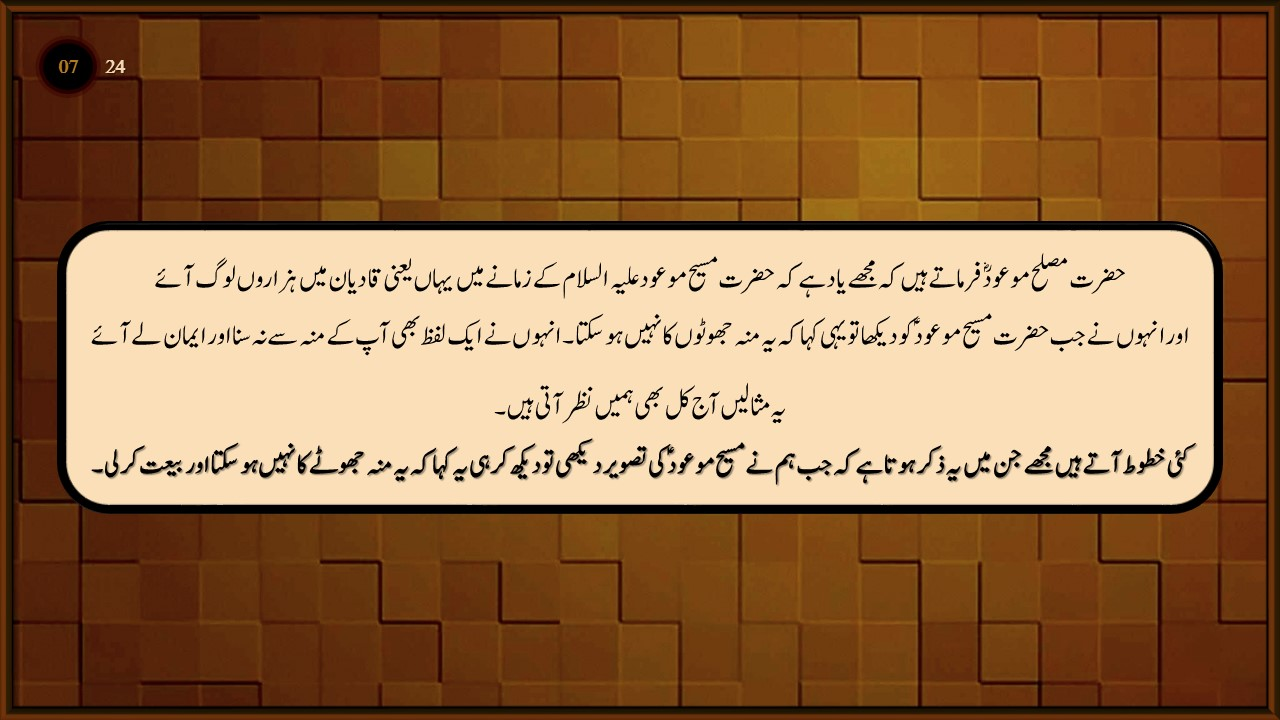 07 24
حضرت مصلح موعودؓ فرماتے ہیں کہ مجھے یاد ہے کہ حضرت مسیح موعود علیہ السلام کے زمانے میں یہاں یعنی قادیان میں ہزاروں لوگ آئے
اور انہوں نے جب حضرت مسیح موعودؑ کو دیکھا تو یہی کہا کہ یہ منہ جھوٹوں کا نہیں ہو سکتا۔ انہوں نے ایک لفظ بھی آپ کے منہ سے نہ سنا اور ایمان لے آئے
یہ مثالیں آج کل بھی ہمیں نظر آتی ہیں۔
کئی خطوط آتے ہیں مجھے جن میں یہ ذکر ہوتا ہے کہ جب ہم نے مسیح موعودؑ کی تصویر دیکھی تو دیکھ کر ہی یہ کہا کہ یہ منہ جھوٹے کا نہیں ہو سکتا اور بیعت کر لی۔